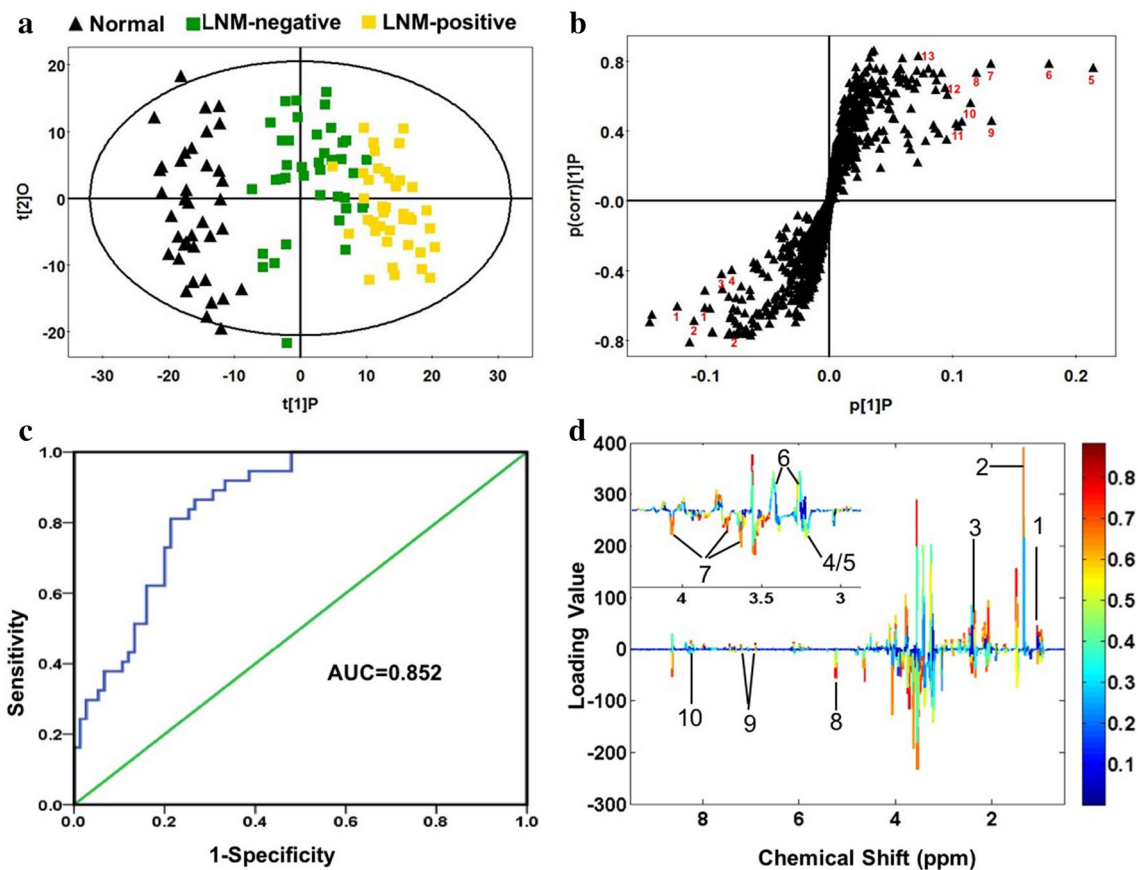 a
▲ Normal ■ LNM-negative ■ LNM-positive
20
10
0
-10
-20
t[2]O
-30 -20 -10 0 10 20 30
t[1]P
b
0.8
0.4
-0.0
-0.4
-0.8
p(corr)[1]P
13
7
6
5
8
12
10
11
9
3
4
1
1
2
2
-0.1 0.0 0.1 0.2
p[1]P
c
1.0
0.8
0.6
0.4
0.2
0.0
Sensitivity
AUC=0.852
0.0 0.2 0.4 0.6 0.8 1.0
1-Specificity
d
400
300
200
100
0
-100
-200
-300
Loading Value
6
7
4/5
4 3.5 3
2
3
1
10
9
8
8 6 4 2
Chemical Shift (ppm)
0.8
0.7
0.6
0.5
0.4
0.3
0.2
0.1